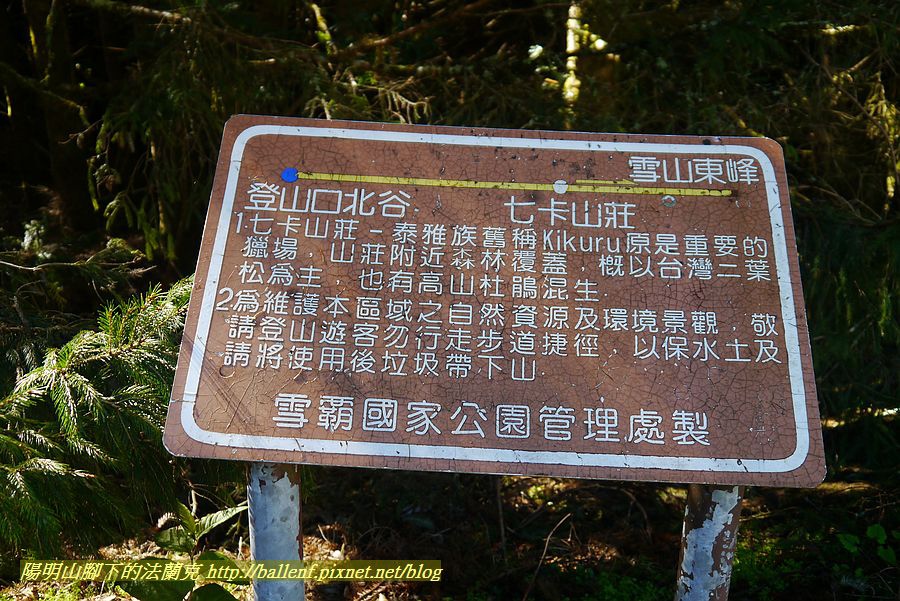 雪山東峰
登山口北谷
七卡山莊
1.七卡山莊－泰雅族舊稱Kikuru原是重要的
獵場，山莊附近森林覆蓋，概以台灣二葉
松為主，也有高山杜鵑混生.
2為維護本區域之自然資源及環境景觀，敬
請登山遊客勿行走步道捷徑，以保水土及
請將使用後垃圾帶下山.
雪霸國家公園管理處製
陽明山腳下的法蘭克 http://ballenf.pixnet.net/blog